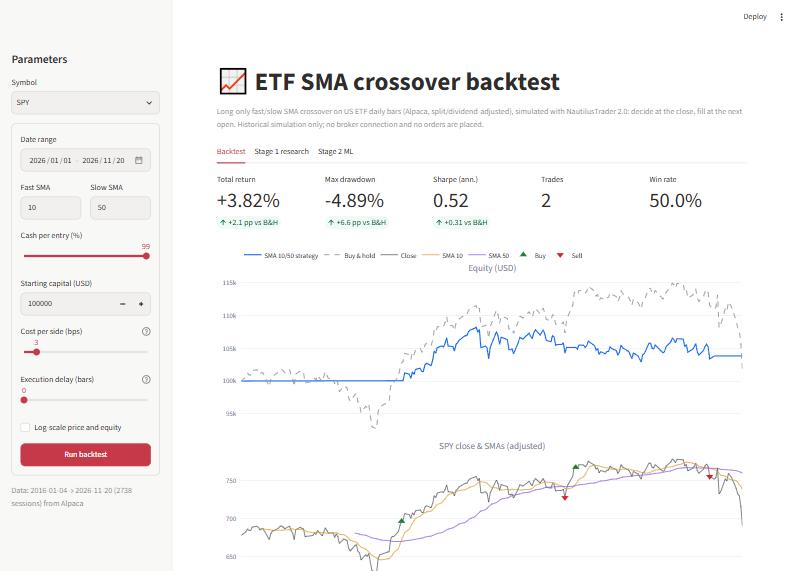 Deploy
Parameters
Symbol
SPY
Date range
2026/01/01 - 2026/11/20
Fast SMA
Slow SMA
10
50
Cash per entry (%)
99
Starting capital (USD)
100000
Cost per side (bps)
3
Execution delay (bars)
0
Log-scale price and equity
Run backtest
Data: 2016-01-04 → 2026-11-20 (2738
sessions) from Alpaca
ETF SMA crossover backtest
Long-only fast/slow SMA crossover on US ETF daily bars (Alpaca, split/dividend-adjusted), simulated with NautilusTrader 2.0: decide at the close, fill at the next
open. Historical simulation only; no broker connection and no orders are placed.
Backtest
Stage 1 research
Stage 2 ML
Total return
Max drawdown
Sharpe (ann.)
Trades
Win rate
+3.82%
-4.89%
0.52
2
50.0%
↑ +2.1 pp vs B&H
↑ +6.6 pp vs B&H
↑ +0.31 vs B&H
SMA 10/50 strategy
Buy & hold
Close
SMA 10
SMA 50
Buy
Sell
Equity (USD)
115k
110k
105k
100k
95k
SPY close & SMAs (adjusted)
750
700
650